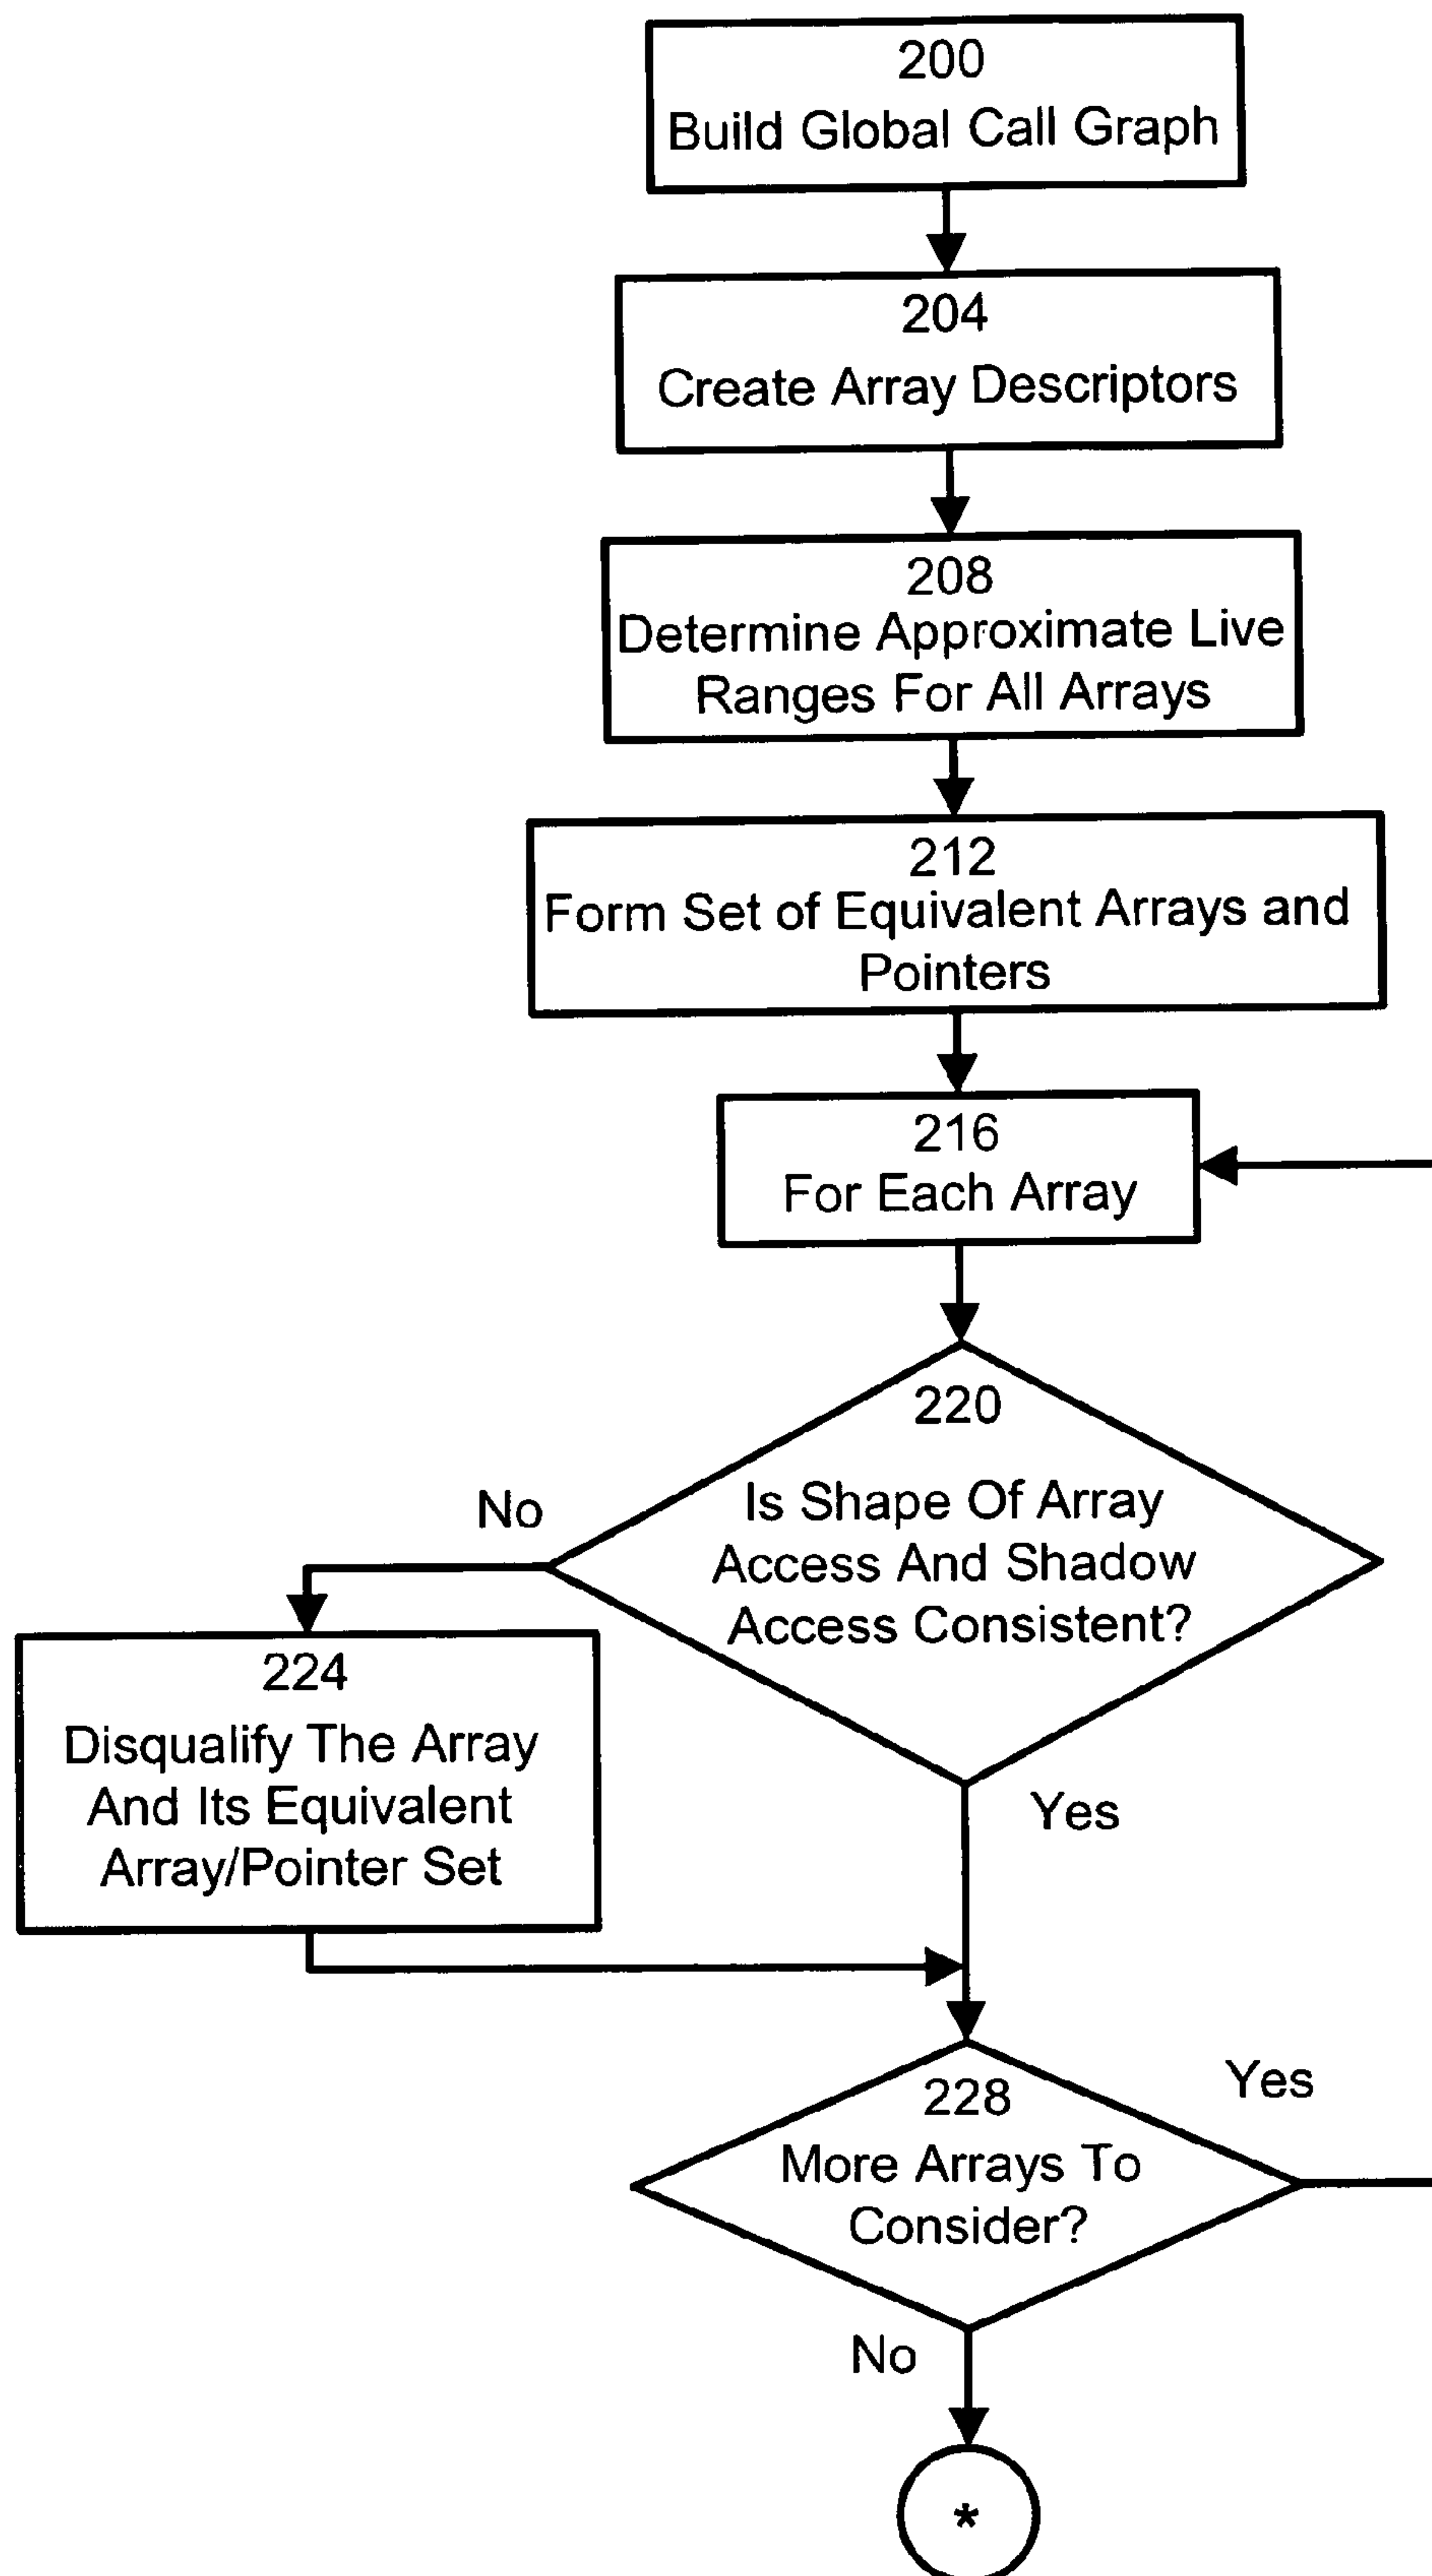 200
Build Global Call Graph
204
Create Array Descriptors
208
Determine Approximate Live
Ranges For All Arrays
212
Form Set of Equivalent Arrays and
Pointers
216
For Each Array
220
Is Shape Of Array
Access And Shadow
Access Consistent?
No
224
Disqualify The Array
And Its Equivalent
Array/Pointer Set
Yes
228
More Arrays To
Consider?
Yes
No
*